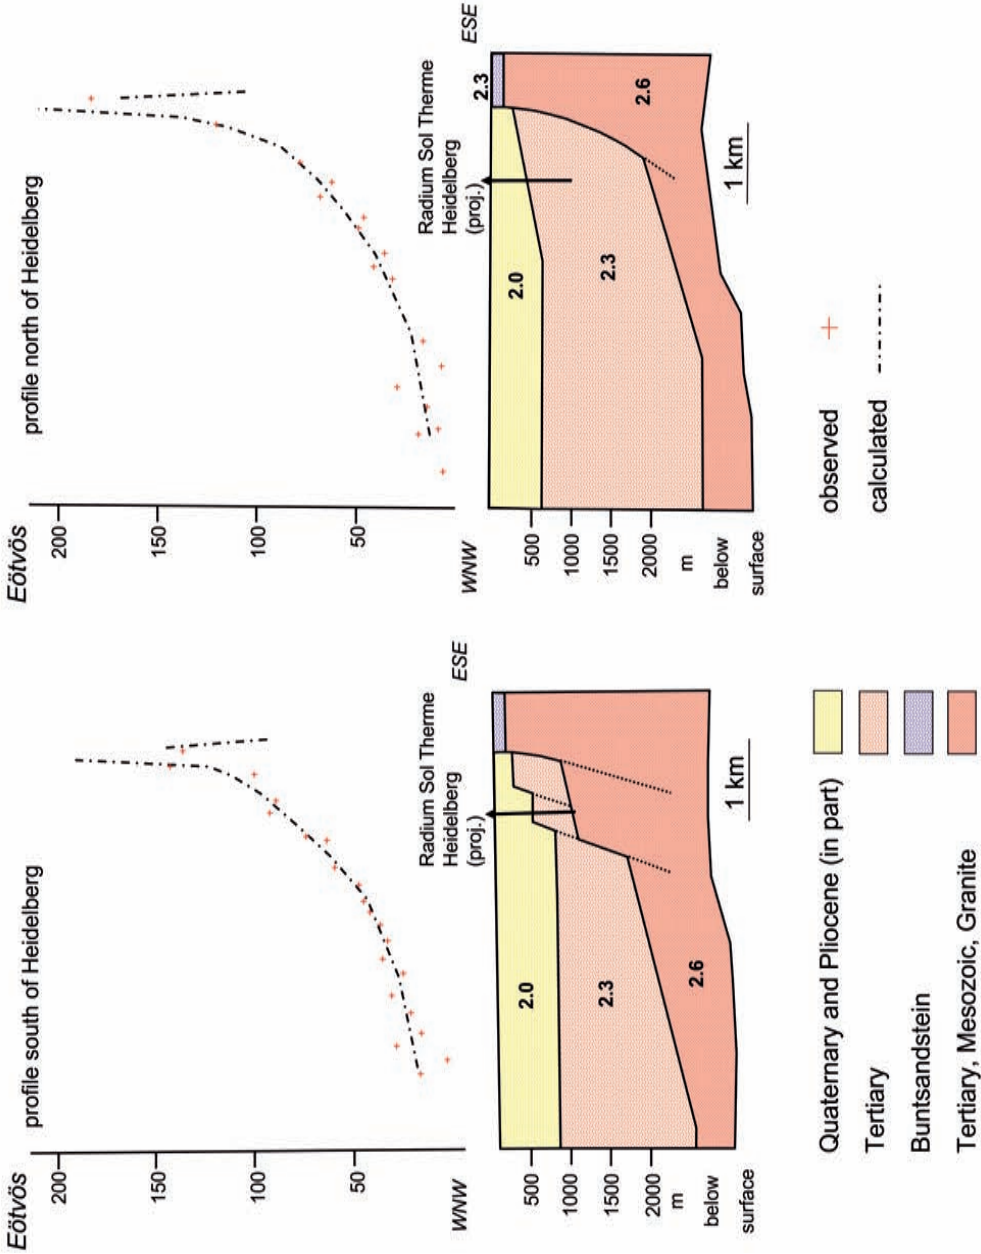 profile south of Heidelberg
Eötvös
200
150
100
50
WNW
ESE
Radium Sol Therme
Heidelberg
(proj.)
500
1000
1500
2000
m
below
surface
2.0
2.3
2.6
1 km
profile north of Heidelberg
Eötvös
200
150
100
50
WNW
ESE
Radium Sol Therme
Heidelberg
(proj.)
2.3
500
1000
1500
2000
m
below
surface
2.0
2.3
2.6
1 km
Quaternary and Pliocene (in part)
Tertiary
Buntsandstein
Tertiary, Mesozoic, Granite
observed
calculated